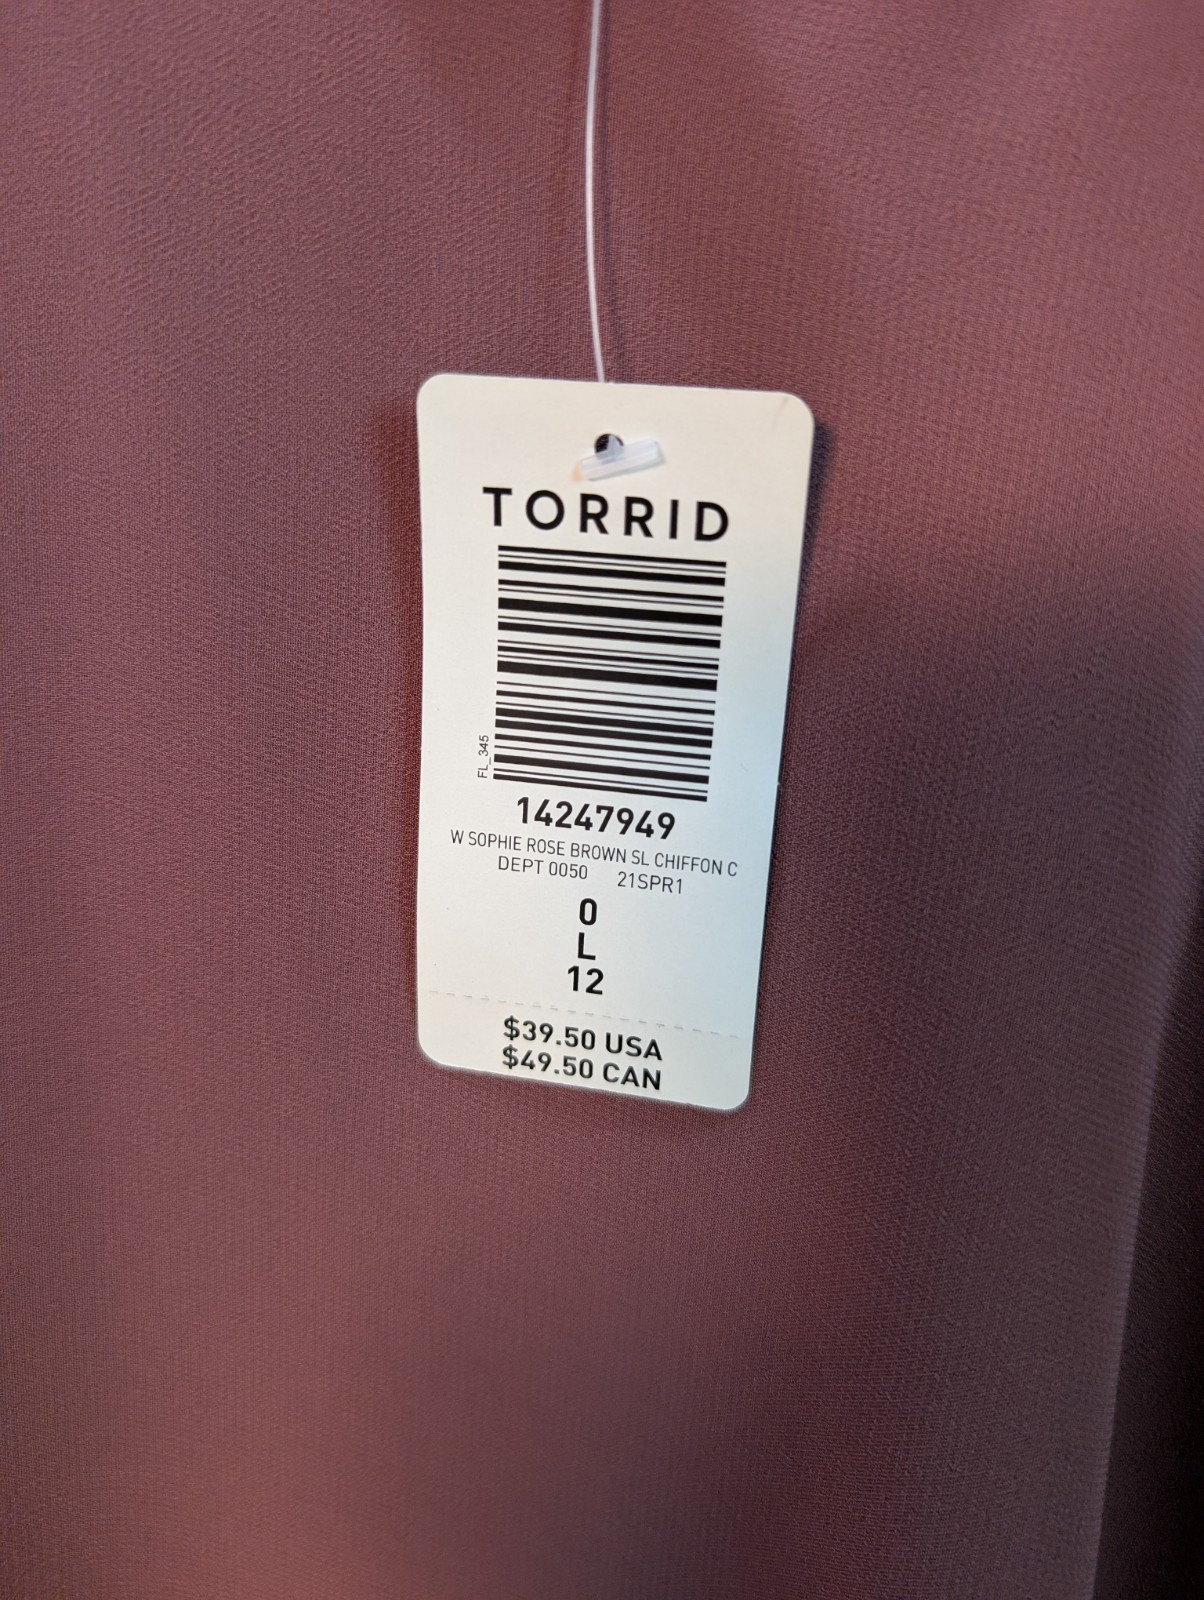 TORRID
FL_345
14247949
W SOPHIE ROSE BROWN SL CHIFFON C
DEPT 0050 21SPR1
0
L
12
$39.50 USA
$49.50 CAN